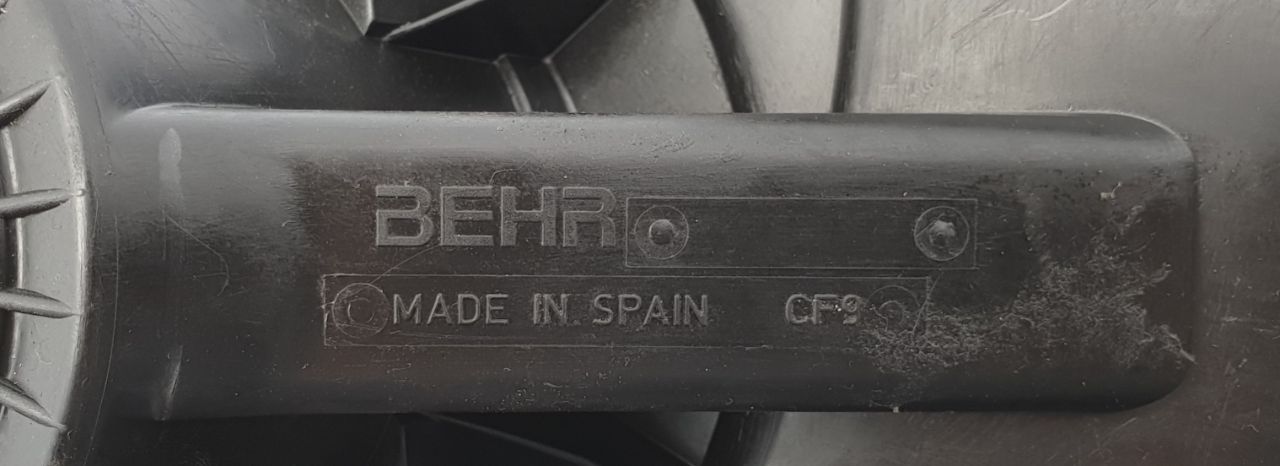 BEHR
MADE IN SPAIN CF9